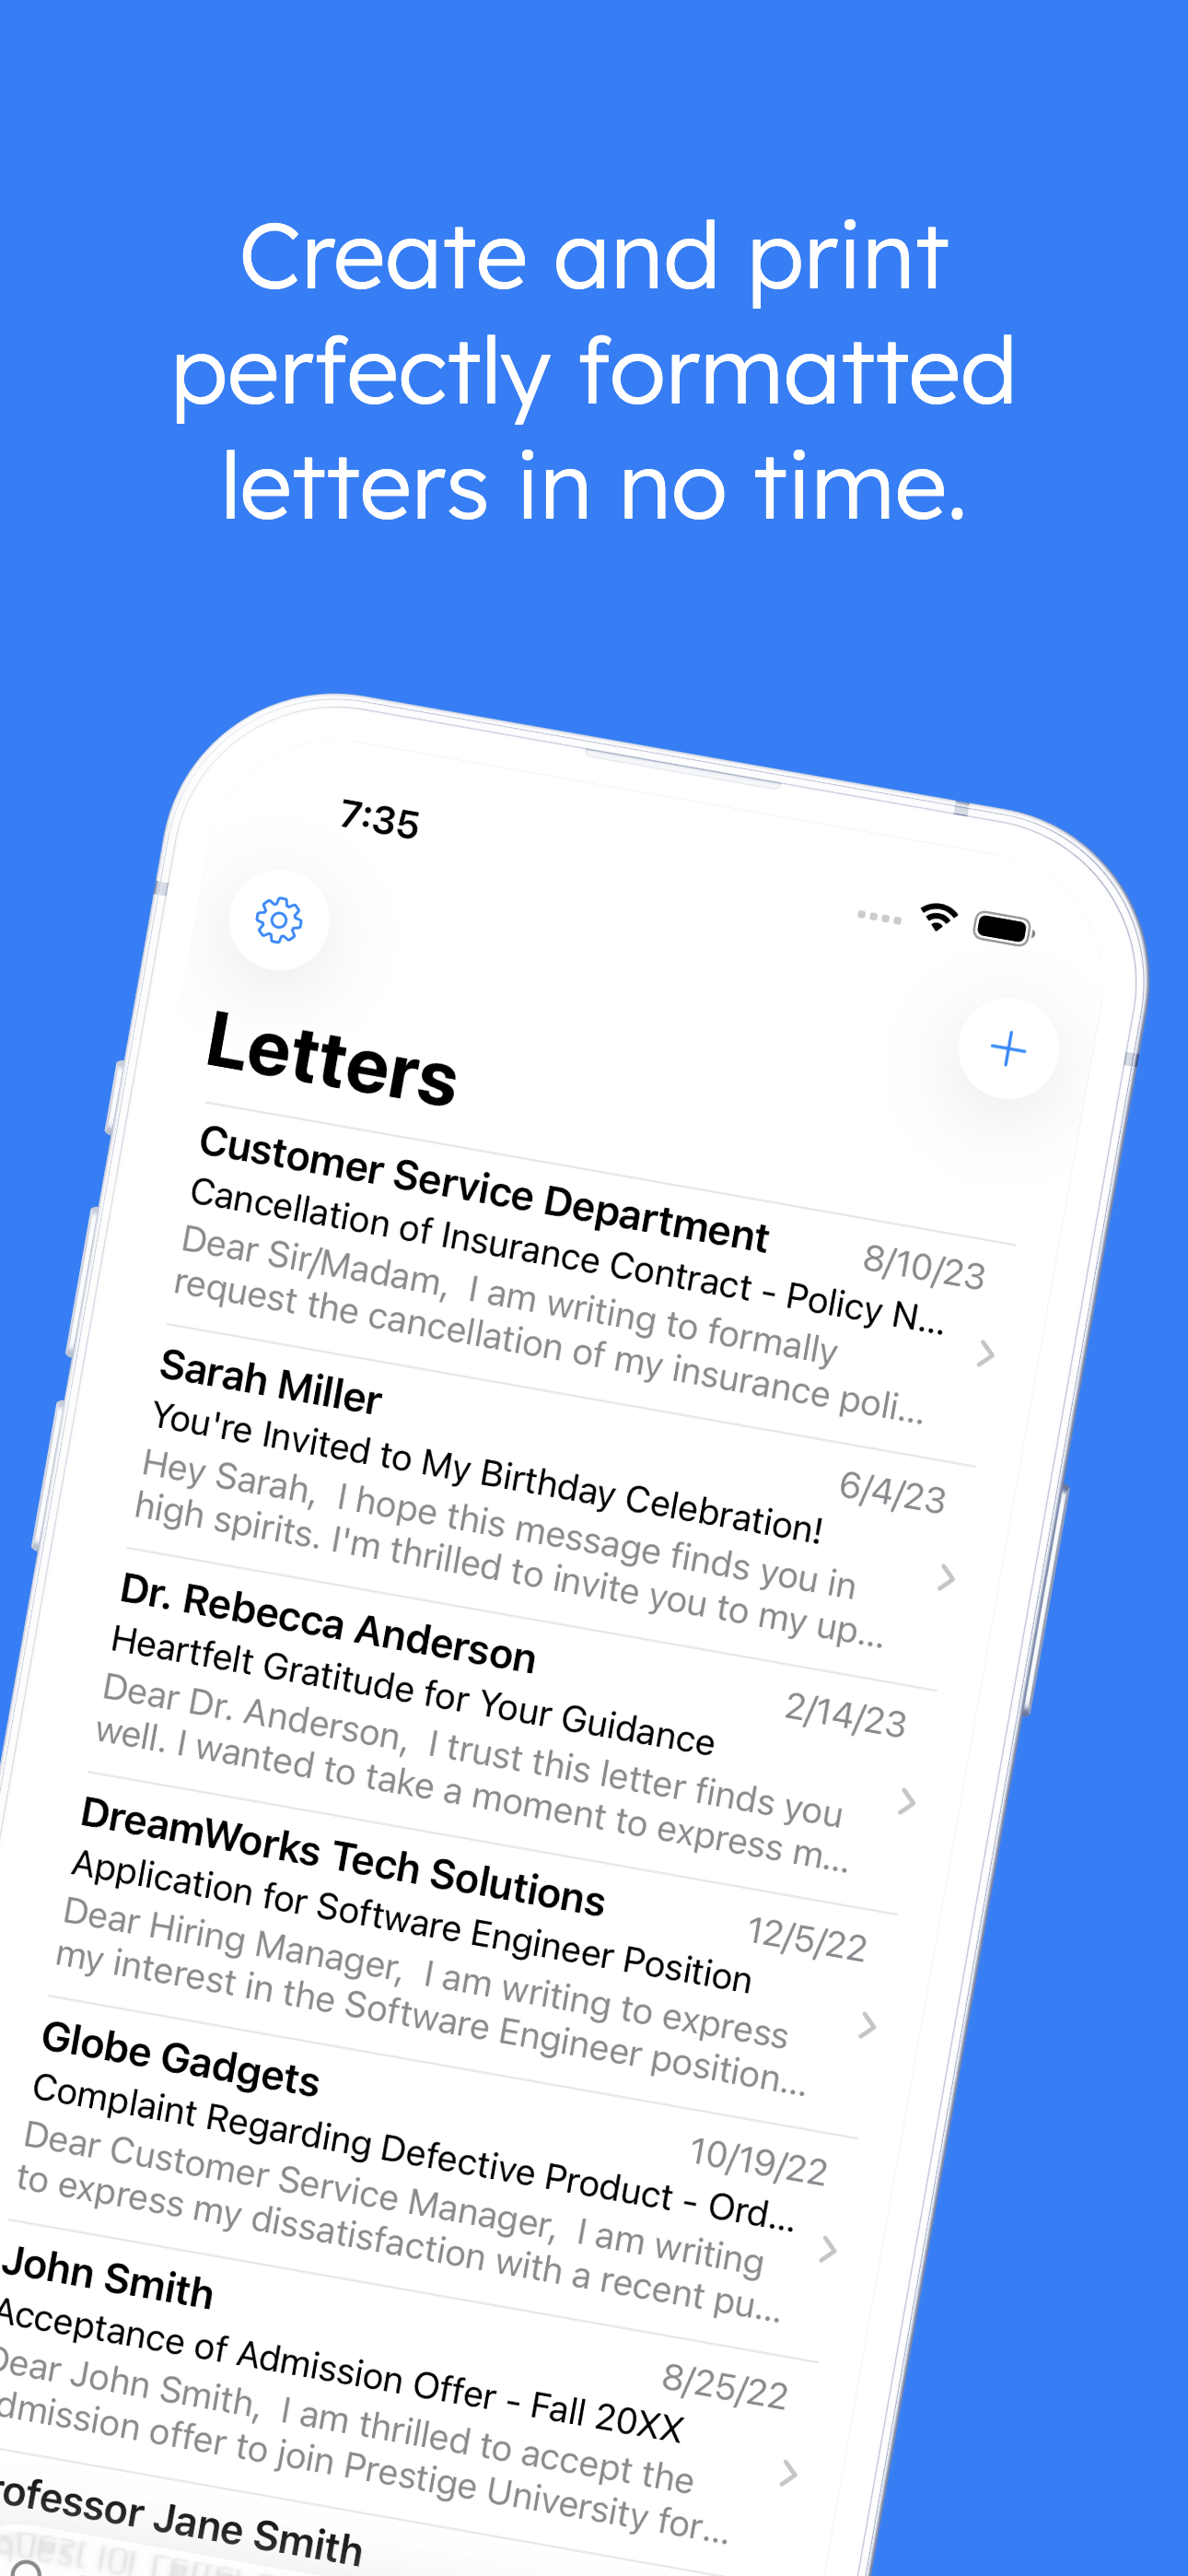 Create and print
perfectly formatted
letters in no time.
7:35
Letters
Customer Service Department
8/10/23
Cancellation of Insurance Contract - Policy N...
Dear Sir/Madam, I am writing to formally
request the cancellation of my insurance poli...
Sarah Miller
6/4/23
You're Invited to My Birthday Celebration!
Hey Sarah, I hope this message finds you in
high spirits. I'm thrilled to invite you to my up...
Dr. Rebecca Anderson
2/14/23
Heartfelt Gratitude for Your Guidance
Dear Dr. Anderson, I trust this letter finds you
well. I wanted to take a moment to express m...
DreamWorks Tech Solutions
12/5/22
Application for Software Engineer Position
Dear Hiring Manager, I am writing to express
my interest in the Software Engineer position...
Globe Gadgets
10/19/22
Complaint Regarding Defective Product - Ord...
Dear Customer Service Manager, I am writing
to express my dissatisfaction with a recent pu...
John Smith
8/25/22
Acceptance of Admission Offer - Fall 20XX
Dear John Smith, I am thrilled to accept the
dmission offer to join Prestige University for...
rofessor Jane Smith